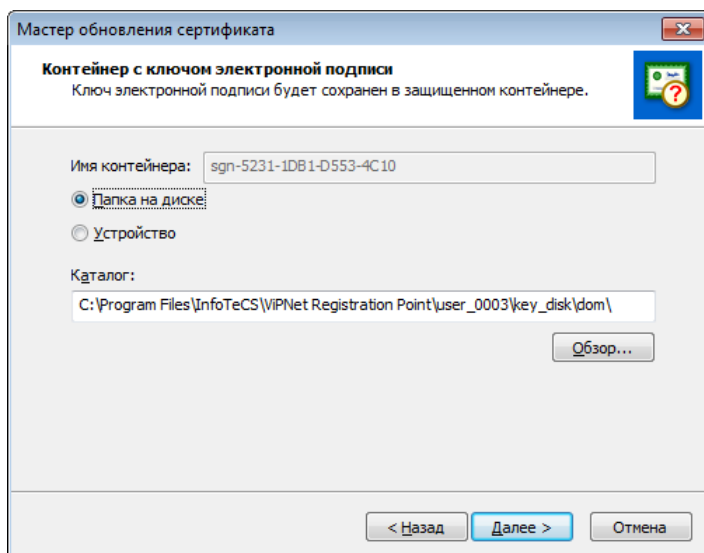 Мастер обновления сертификата
Контейнер с ключом электронной подписи
Ключ электронной подписи будет сохранен в защищенном контейнере.
Имя контейнера: sgn-5231-1DB1-D553-4C10
Папка на диске
Устройство
Каталог:
C:\Program Files\InfoTeCS\ViPNet Registration Point\user_0003\key_disk\dom\
Обзор...
< Назад Далее > Отмена